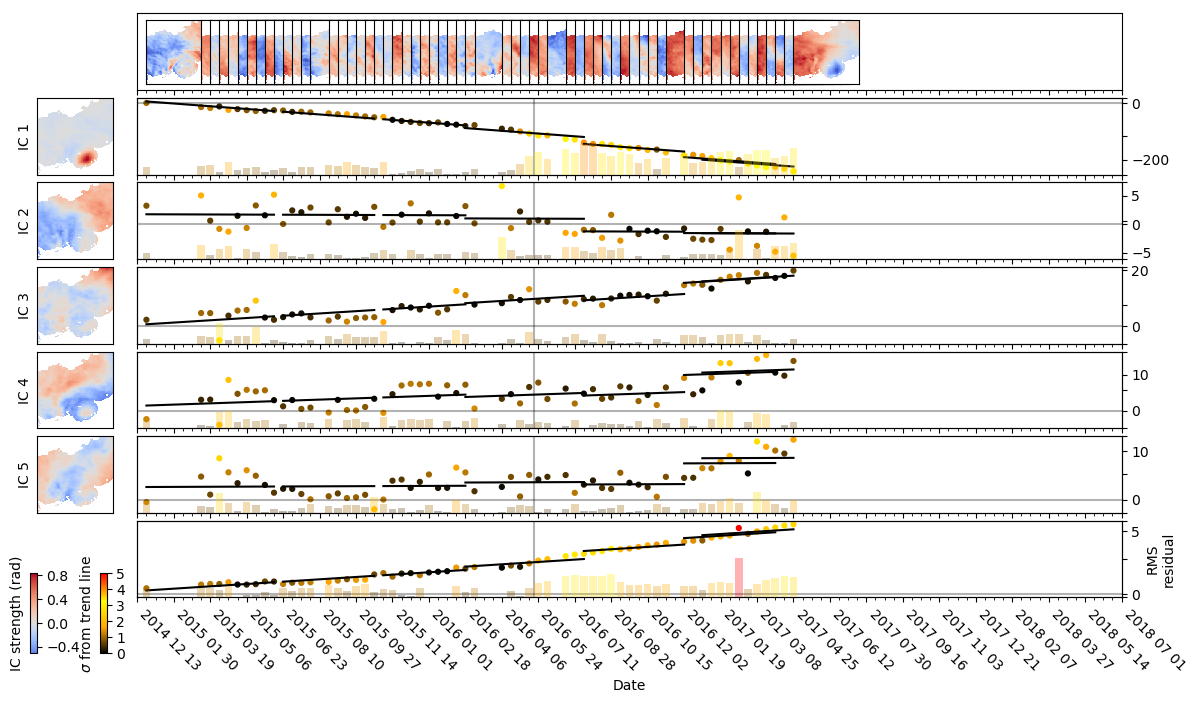 IC 1
0
−200
IC 2
5
0
−5
IC 3
20
0
IC 4
10
0
IC 5
10
0
5
0
RMS
residual
IC strength (rad)
0.8
0.4
0.0
−0.4
σ from trend line
5
4
3
2
1
0
2014 12 13
2015 01 30
2015 03 19
2015 05 06
2015 06 23
2015 08 10
2015 09 27
2015 11 14
2016 01 01
2016 02 18
2016 04 06
2016 05 24
2016 07 11
2016 08 28
2016 10 15
2016 12 02
2017 01 19
2017 03 08
2017 04 25
2017 06 12
2017 07 30
2017 09 16
2017 11 03
2017 12 21
2018 02 07
2018 03 27
2018 05 14
2018 07 01
Date